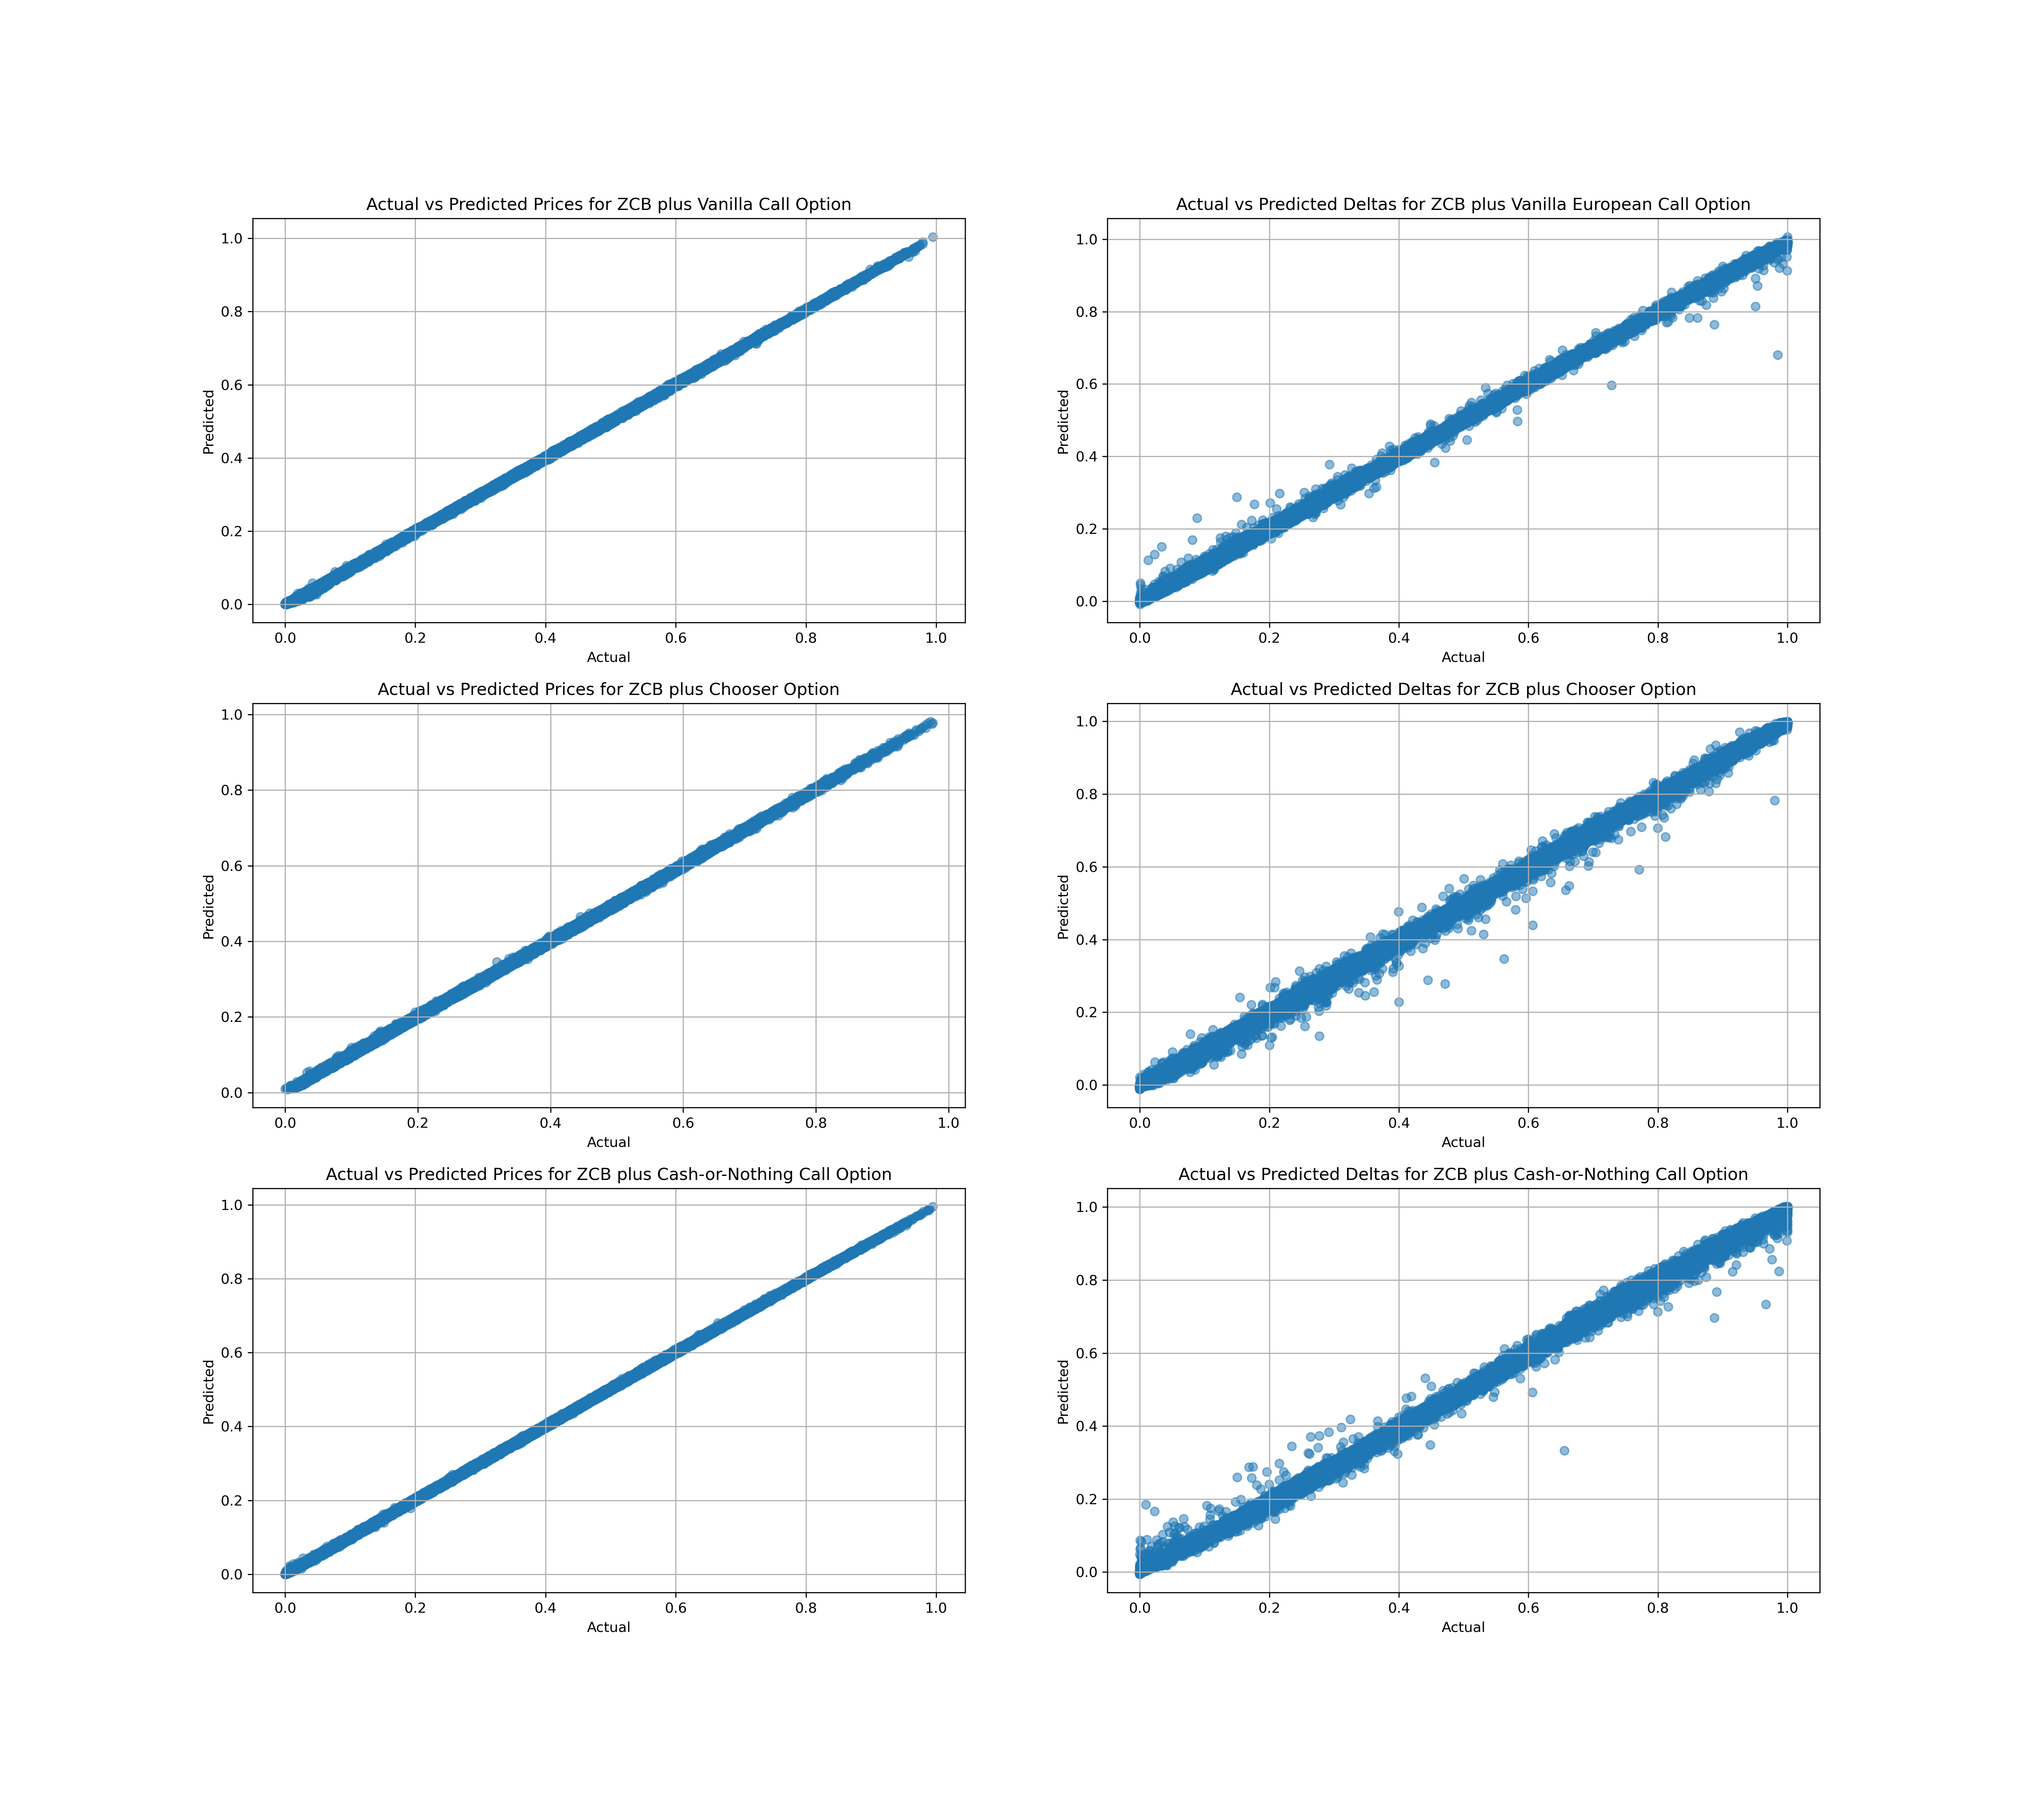 Actual vs Predicted Prices for ZCB plus Vanilla Call Option
1.0
0.8
0.6
0.4
0.2
0.0
Predicted
0.0 0.2 0.4 0.6 0.8 1.0
Actual
Actual vs Predicted Deltas for ZCB plus Vanilla European Call Option
1.0
0.8
0.6
0.4
0.2
0.0
Predicted
0.0 0.2 0.4 0.6 0.8 1.0
Actual
Actual vs Predicted Prices for ZCB plus Chooser Option
1.0
0.8
0.6
0.4
0.2
0.0
Predicted
0.0 0.2 0.4 0.6 0.8 1.0
Actual
Actual vs Predicted Deltas for ZCB plus Chooser Option
1.0
0.8
0.6
0.4
0.2
0.0
Predicted
0.0 0.2 0.4 0.6 0.8 1.0
Actual
Actual vs Predicted Prices for ZCB plus Cash-or-Nothing Call Option
1.0
0.8
0.6
0.4
0.2
0.0
Predicted
0.0 0.2 0.4 0.6 0.8 1.0
Actual
Actual vs Predicted Deltas for ZCB plus Cash-or-Nothing Call Option
1.0
0.8
0.6
0.4
0.2
0.0
Predicted
0.0 0.2 0.4 0.6 0.8 1.0
Actual